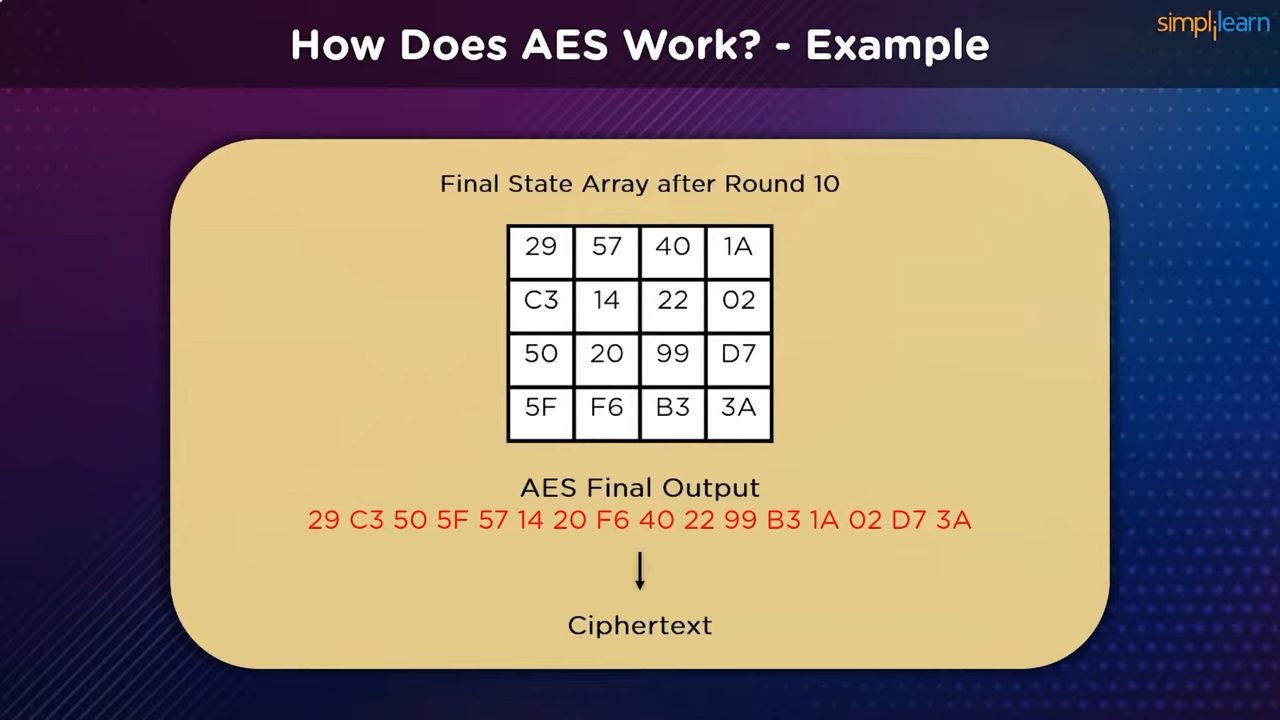 simplilearn
How Does AES Work? - Example
Final State Array after Round 10
29 57 40 1A
C3 14 22 02
50 20 99 D7
5F F6 B3 3A
AES Final Output
29 C3 50 5F 57 14 20 F6 40 22 99 B3 1A 02 D7 3A
Ciphertext